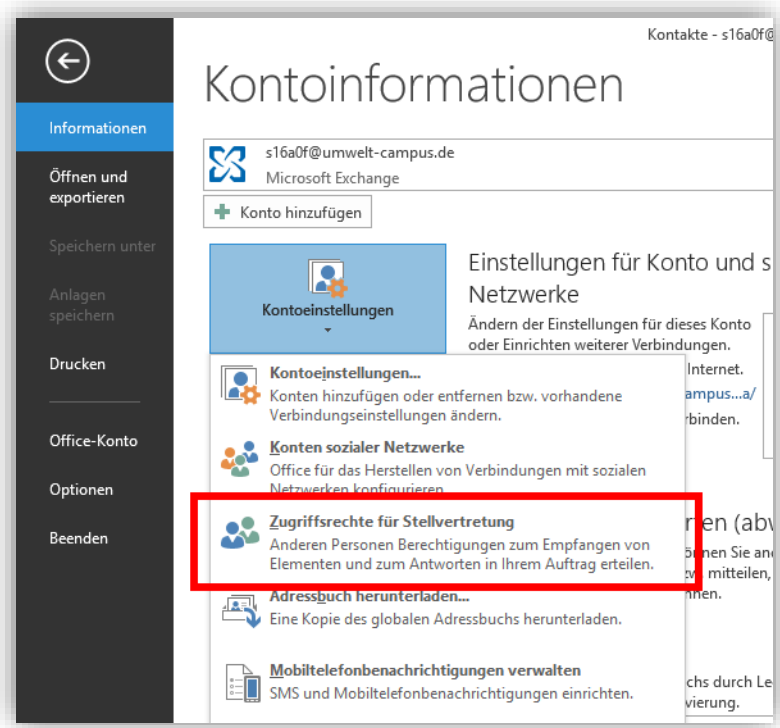 Kontakte - s16a0f@
Kontoinformationen
Informationen
Öffnen und
exportieren
Speichern unter
Anlagen
speichern
Drucken
Office-Konto
Optionen
Beenden
s16a0f@umwelt-campus.de
Microsoft Exchange
Konto hinzufügen
Kontoeinstellungen
Einstellungen für Konto und s
Netzwerke
Ändern der Einstellungen für dieses Konto
oder Einrichten weiterer Verbindungen.
Internet.
ampus...a/
rbinden.
Kontoeinstellungen...
Konten hinzufügen oder entfernen bzw. vorhandene
Verbindungseinstellungen ändern.
Konten sozialer Netzwerke
Office für das Herstellen von Verbindungen mit sozialen
Netzwerken konfigurieren
Zugriffsrechte für Stellvertretung
Anderen Personen Berechtigungen zum Empfangen von
Elementen und zum Antworten in Ihrem Auftrag erteilen.
rten (abw
önnen Sie and
mitteilen,
nnen.
Adressbuch herunterladen...
Eine Kopie des globalen Adressbuchs herunterladen.
Mobiltelefonbenachrichtigungen verwalten
SMS und Mobiltelefonbenachrichtigungen einrichten.
chs durch Le
vierung.